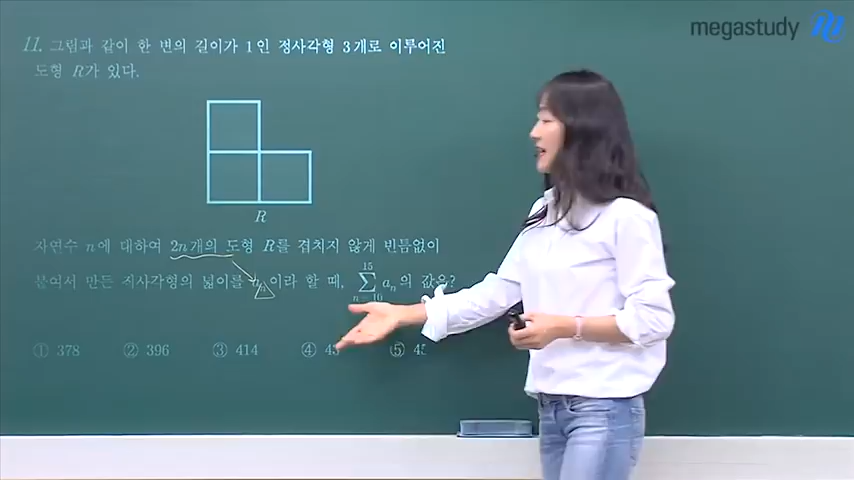 megastudy
11. 그림과 같이 한 변의 길이가 1인 정사각형 3개로 이루어진
도형 R가 있다.
R
자연수 n에 대하여 2n개의 도형 R를 겹치지 않게 빈틈없이
붙여서 만든 직사각형의 넓이를 이라 할 때, 15 ∑ n = 10 aₙ의 값은?
① 378 ② 396 ③ 414 ④ ⑤